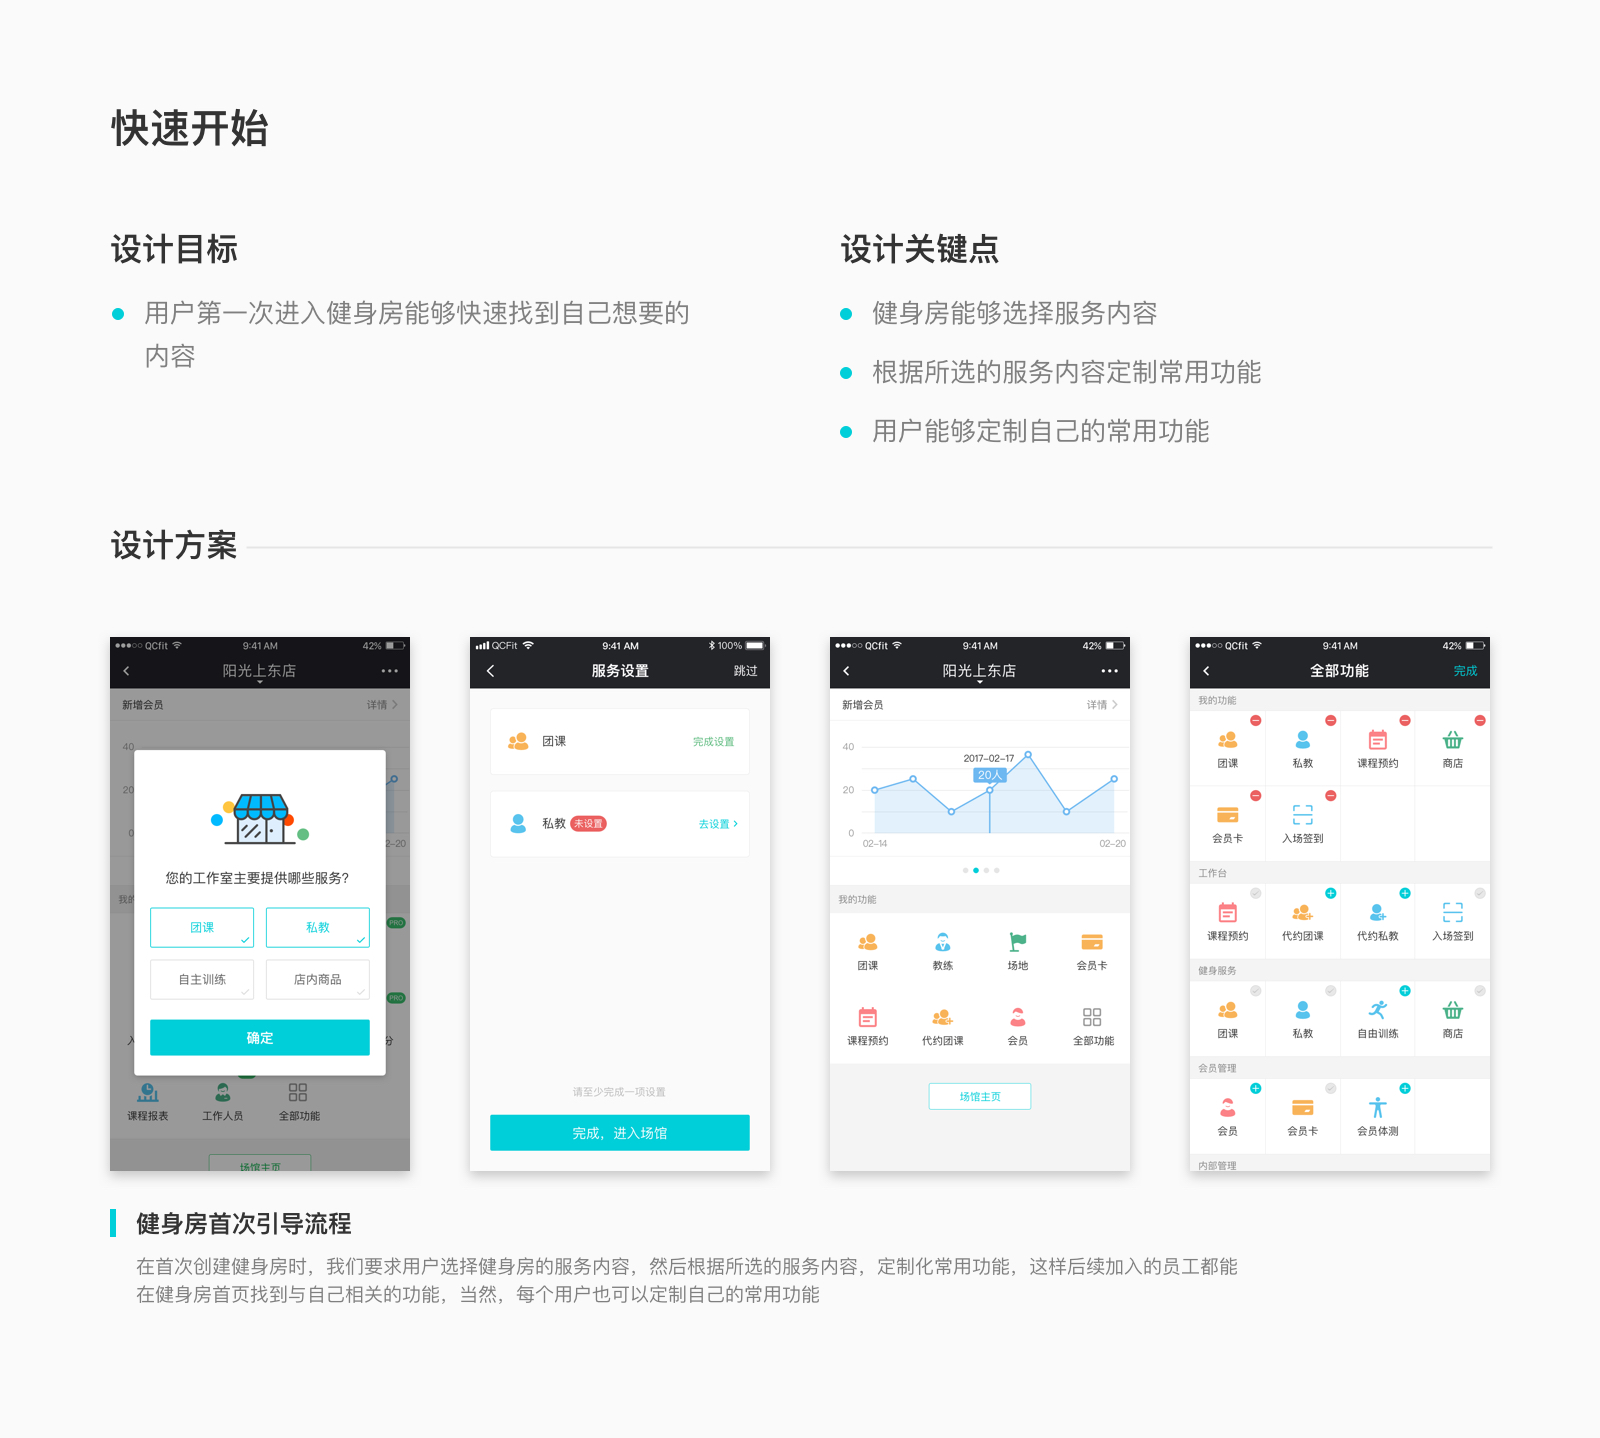 快速开始
设计目标
用户第一次进入健身房能够快速找到自己想要的
内容
设计关键点
健身房能够选择服务内容
根据所选的服务内容定制常用功能
用户能够定制自己的常用功能
设计方案
QCfit 9:41 AM 42%
阳光上东店
新增会员 详情
40
20
0
2-20
我的
PRO
您的工作室主要提供哪些服务?
团课 私教
自主训练 店内商品
PRO
确定
入 分
课程报表 工作人员 全部功能
场馆主页
QCFit 9:41 AM 100%
服务设置 跳过
团课 完成设置
私教 未设置 去设置
请至少完成一项设置
完成，进入场馆
QCfit 9:41 AM 42%
阳光上东店
新增会员 详情
40
2017-02-17
20人
20
0
02-14 02-20
我的功能
团课 教练 场地 会员卡
课程预约 代约团课 会员 全部功能
场馆主页
QCfit 9:41 AM 42%
全部功能 完成
我的功能
团课 私教 课程预约 商店
会员卡 入场签到
工作台
课程预约 代约团课 代约私教 入场签到
健身服务
团课 私教 自由训练 商店
会员管理
会员 会员卡 会员体测
内部管理
健身房首次引导流程
在首次创建健身房时，我们要求用户选择健身房的服务内容，然后根据所选的服务内容，定制化常用功能，这样后续加入的员工都能
在健身房首页找到与自己相关的功能，当然，每个用户也可以定制自己的常用功能